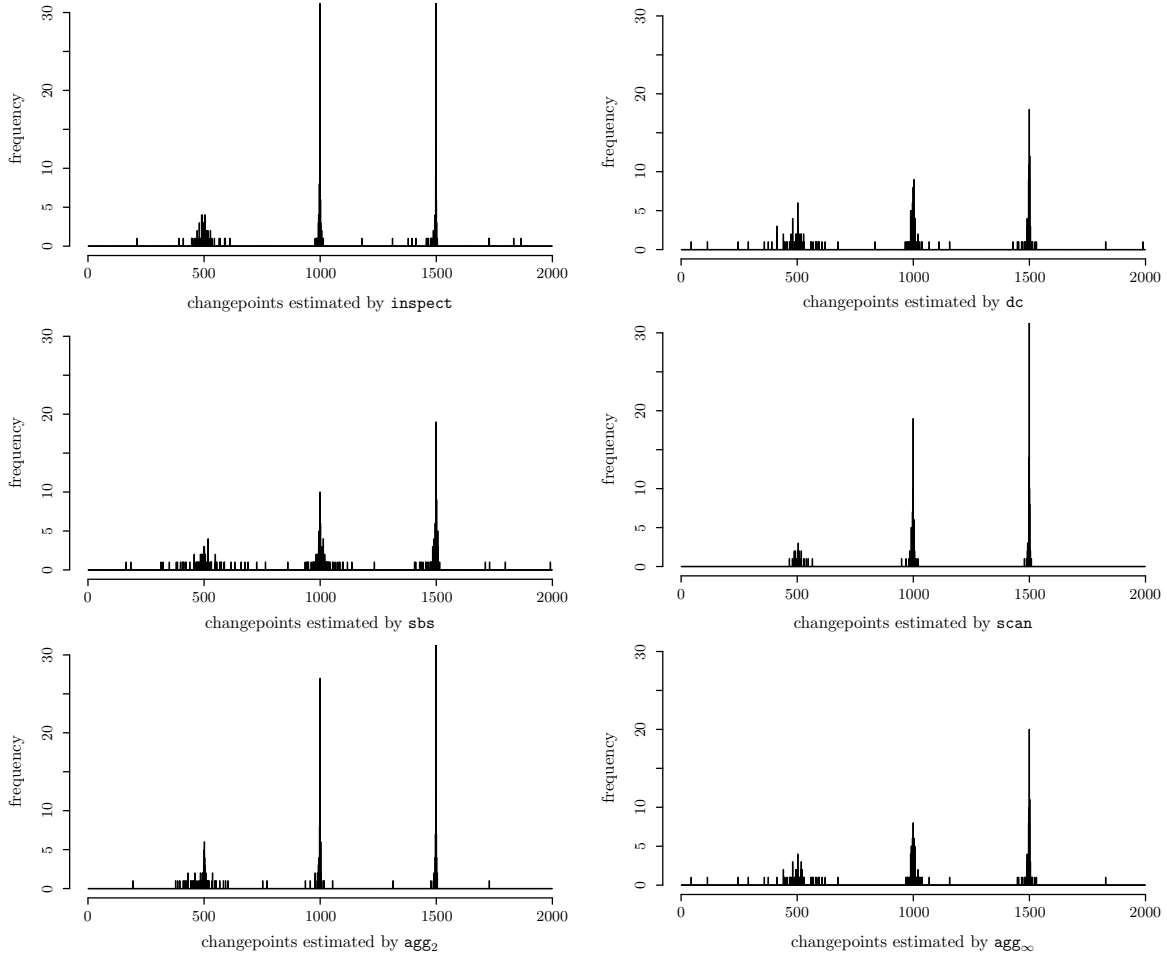 frequency
0 5 10 20 30
0 500 1000 1500 2000
changepoints estimated by inspect
frequency
0 5 10 20 30
0 500 1000 1500 2000
changepoints estimated by dc
frequency
0 5 10 20 30
0 500 1000 1500 2000
changepoints estimated by sbs
frequency
0 5 10 20 30
0 500 1000 1500 2000
changepoints estimated by scan
frequency
0 5 10 20 30
0 500 1000 1500 2000
changepoints estimated by agg₂
frequency
0 5 10 20 30
0 500 1000 1500 2000
changepoints estimated by agg∞